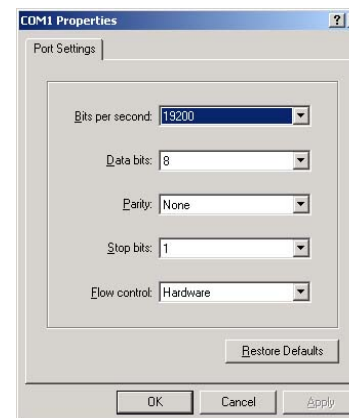 COM1 Properties ?
Port Settings
Bits per second: 19200
Data bits: 8
Parity: None
Stop bits: 1
Flow control: Hardware
Restore Defaults
OK Cancel Apply